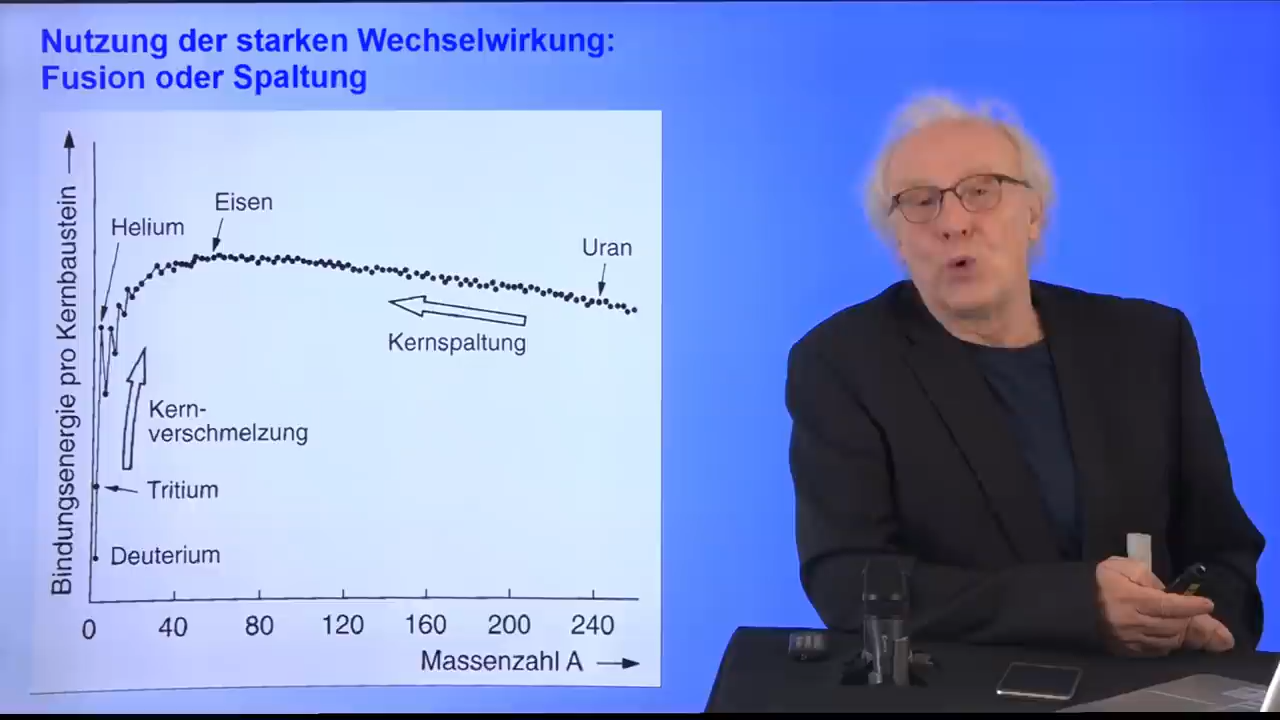 Nutzung der starken Wechselwirkung:
Fusion oder Spaltung
Bindungsenergie pro Kernbaustein
Eisen
Helium
Uran
Kernspaltung
Kern-
verschmelzung
Tritium
Deuterium
0 40 80 120 160 200 240
Massenzahl A